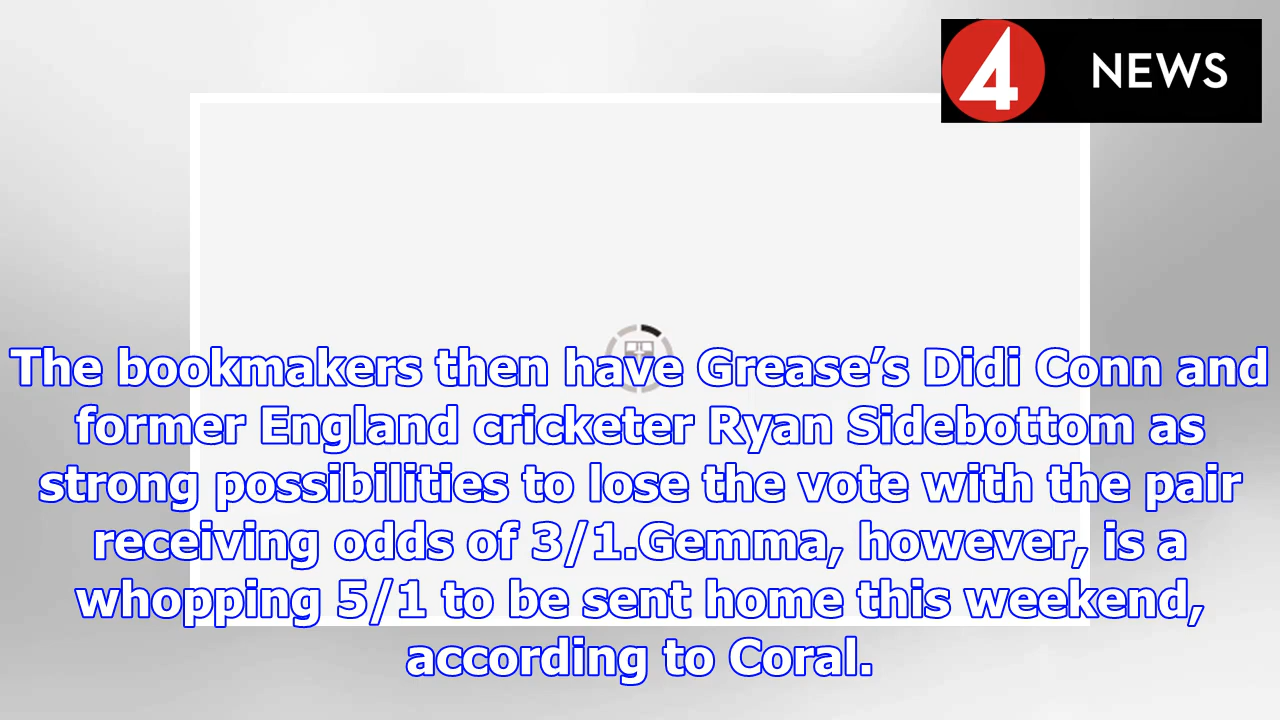 4 NEWS
The bookmakers then have Grease’s Didi Conn and
former England cricketer Ryan Sidebottom as
strong possibilities to lose the vote with the pair
receiving odds of 3/1.Gemma, however, is a
whopping 5/1 to be sent home this weekend,
according to Coral.